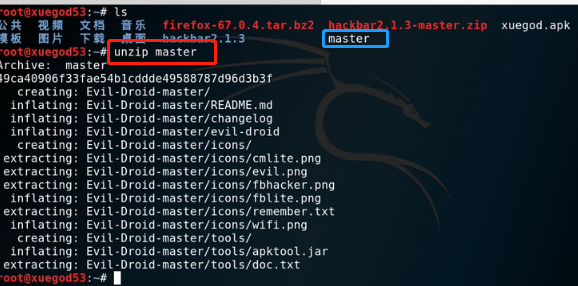 root@xuegod53:~# ls
公共 视频 文档 音乐 firefox-67.0.4.tar.bz2 hackbar2.1.3-master.zip xuegod.apk
模板 图片 下载 桌面 hackbar2.1.3 master
root@xuegod53:~# unzip master
Archive: master
49ca40906f33fae54b1cddde49588787d96d3b3f
creating: Evil-Droid-master/
inflating: Evil-Droid-master/README.md
inflating: Evil-Droid-master/changelog
inflating: Evil-Droid-master/evil-droid
creating: Evil-Droid-master/icons/
extracting: Evil-Droid-master/icons/cmlite.png
extracting: Evil-Droid-master/icons/evil.png
extracting: Evil-Droid-master/icons/fbhacker.png
inflating: Evil-Droid-master/icons/fblite.png
extracting: Evil-Droid-master/icons/remember.txt
extracting: Evil-Droid-master/icons/wifi.png
creating: Evil-Droid-master/tools/
inflating: Evil-Droid-master/tools/apktool.jar
extracting: Evil-Droid-master/tools/doc.txt
root@xuegod53:~#